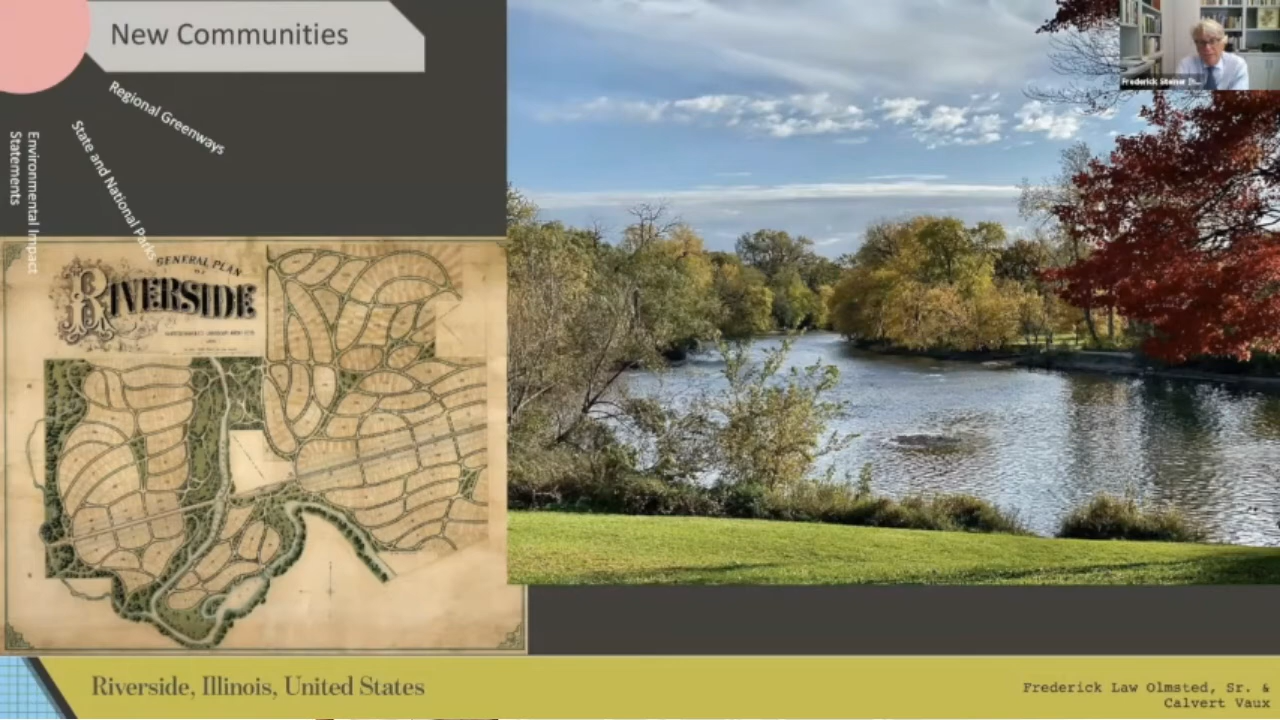 New Communities
Frederick Steiner
Regional Greenways
State and National Parks
Environmental Impact
Statements
GENERAL PLAN
OF
RIVERSIDE
Riverside, Illinois, United States
Frederick Law Olmsted, Sr. &
Calvert Vaux